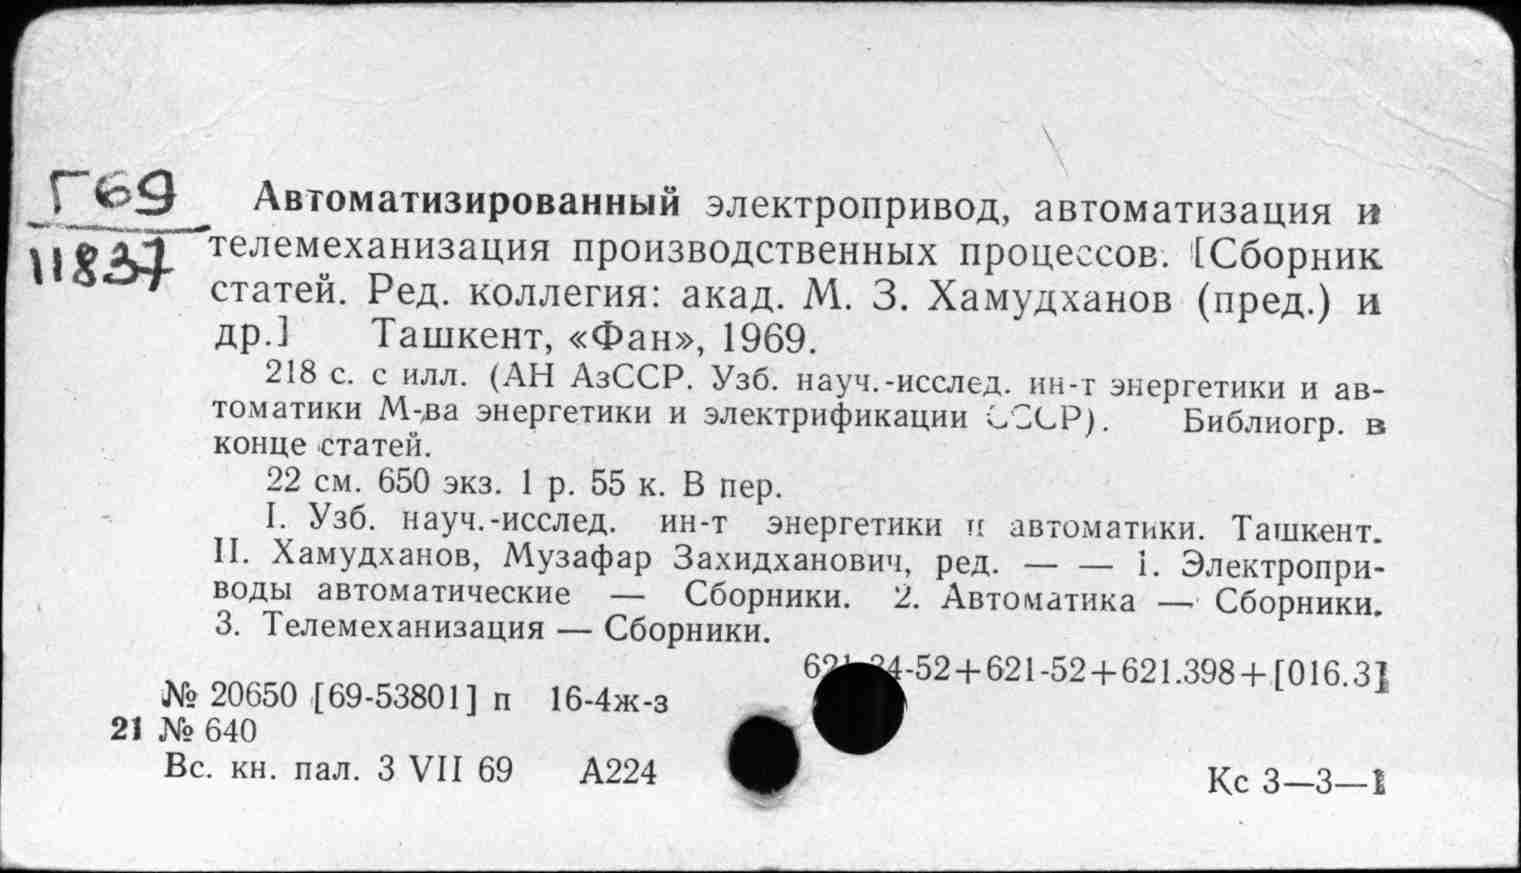 Г69
11837
Автоматизированный электропривод, автоматизация и
телемеханизация производственных процессов. [Сборник
статей. Ред. коллегия: акад. М. З. Хамудханов (пред.) и
др.] Ташкент, «Фан», 1969.
218 с. с илл. (АН АзССР. Узб. науч.-исслед. ин-т энергетики и ав-
томатики М-ва энергетики и электрификации СССР). Библиогр. в
конце статей.
22 см. 650 экз. 1 р. 55 к. В пер.
I. Узб. науч.-исслед. ин-т энергетики и автоматики. Ташкент.
II. Хамудханов, Музафар Захидханович, ред. — — 1. Электропри-
воды автоматические — Сборники. 2. Автоматика — Сборники.
3. Телемеханизация — Сборники.
-52+621-52+621.398+[016.3]
№ 20650 [69-53801] п 16-4ж-з
21 № 640
Вс. кн. пал. 3 VII 69 А224
Кс 3—3—1